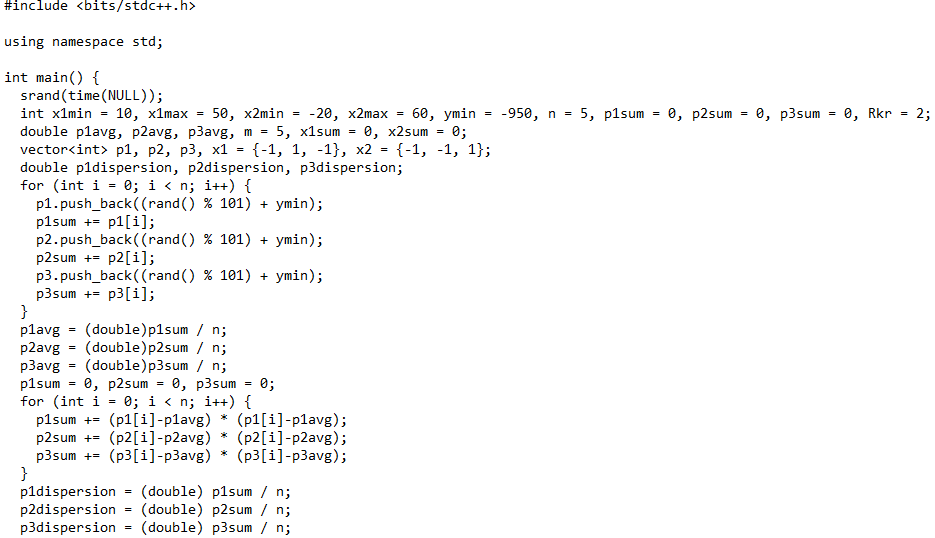 #include <bits/stdc++.h>

using namespace std;

int main() {
  srand(time(NULL));
  int x1min = 10, x1max = 50, x2min = -20, x2max = 60, ymin = -950, n = 5, p1sum = 0, p2sum = 0, p3sum = 0, Rkr = 2;
  double p1avg, p2avg, p3avg, m = 5, x1sum = 0, x2sum = 0;
  vector<int> p1, p2, p3, x1 = {-1, 1, -1}, x2 = {-1, -1, 1};
  double p1dispersion, p2dispersion, p3dispersion;
  for (int i = 0; i < n; i++) {
    p1.push_back((rand() % 101) + ymin);
    p1sum += p1[i];
    p2.push_back((rand() % 101) + ymin);
    p2sum += p2[i];
    p3.push_back((rand() % 101) + ymin);
    p3sum += p3[i];
  }
  p1avg = (double)p1sum / n;
  p2avg = (double)p2sum / n;
  p3avg = (double)p3sum / n;
  p1sum = 0, p2sum = 0, p3sum = 0;
  for (int i = 0; i < n; i++) {
    p1sum += (p1[i]-p1avg) * (p1[i]-p1avg);
    p2sum += (p2[i]-p2avg) * (p2[i]-p2avg);
    p3sum += (p3[i]-p3avg) * (p3[i]-p3avg);
  }
  p1dispersion = (double) p1sum / n;
  p2dispersion = (double) p2sum / n;
  p3dispersion = (double) p3sum / n;